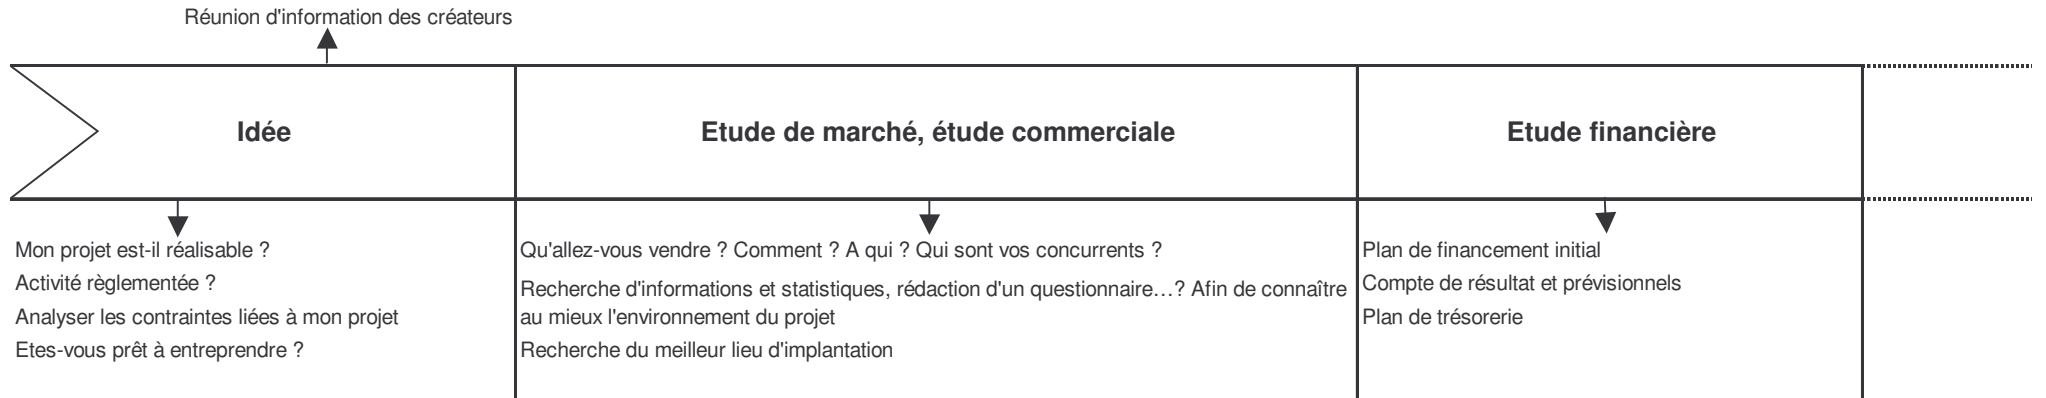 Réunion d'information des créateurs
Idée
Etude de marché, étude commerciale
Etude financière
Mon projet est-il réalisable ?
Activité règlementée ?
Analyser les contraintes liées à mon projet
Etes-vous prêt à entreprendre ?
Qu'allez-vous vendre ? Comment ? A qui ? Qui sont vos concurrents ?
Recherche d'informations et statistiques, rédaction d'un questionnaire…? Afin de connaître
au mieux l'environnement du projet
Recherche du meilleur lieu d'implantation
Plan de financement initial
Compte de résultat et prévisionnels
Plan de trésorerie